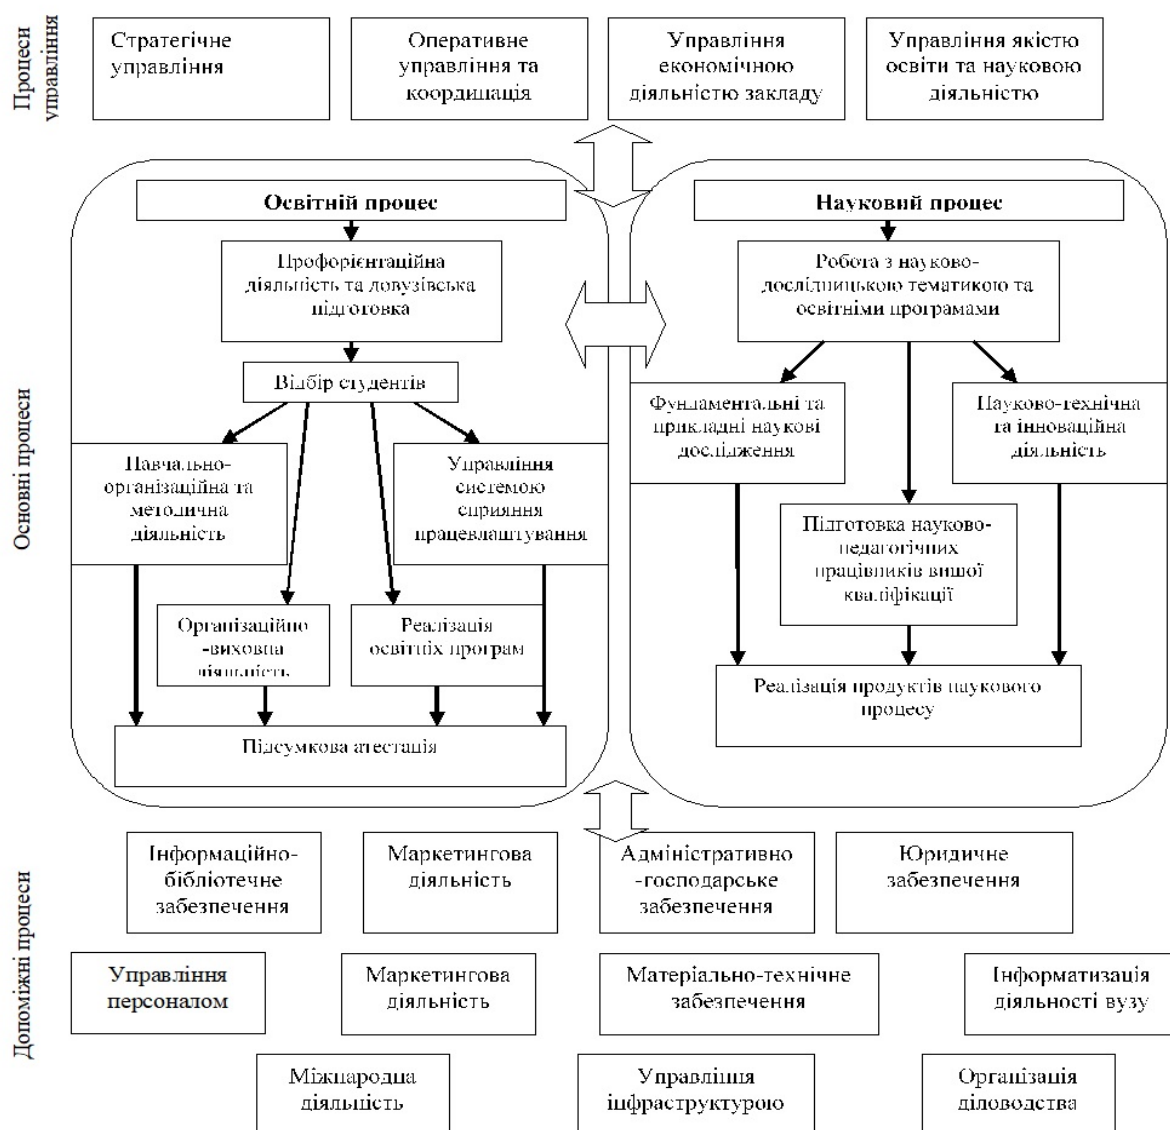 Процеси
управління
Стратегічне
управління
Оперативне
управління та
координація
Управління
економічною
діяльністю закладу
Управління якістю
освіти та науковою
діяльністю
Основні процеси
Освітній процес
Профорієнтаційна
діяльність та довузівська
підготовка
Відбір студентів
Навчально-
організаційна та
методична
діяльність
Управління
системою
сприяння
працевлаштування
Організаційно
-виховна
діяльність
Реалізація
освітніх програм
Підсумкова атестація
Науковий процес
Робота з науково-
дослідницькою тематикою та
освітніми програмами
Фундаментальні та
прикладні наукові
дослідження
Науково-технічна
та інноваційна
діяльність
Підготовка науково-
педагогічних
працівників вищої
кваліфікації
Реалізація продуктів наукового
процесу
Допоміжні процеси
Інформаційно-
бібліотечне
забезпечення
Маркетингова
діяльність
Адміністративно
-господарське
забезпечення
Юридичне
забезпечення
Управління
персоналом
Маркетингова
діяльність
Матеріально-технічне
забезпечення
Інформатизація
діяльності вузу
Міжнародна
діяльність
Управління
інфраструктурою
Організація
діловодства